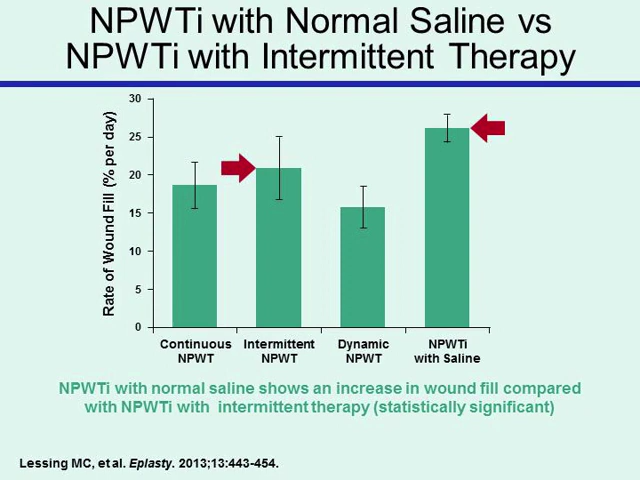 NPWTi with Normal Saline vs
NPWTi with Intermittent Therapy
Rate of Wound Fill (% per day)
30
25
20
15
10
5
0
Continuous
NPWT
Intermittent
NPWT
Dynamic
NPWT
NPWTi
with Saline
NPWTi with normal saline shows an increase in wound fill compared
with NPWTi with intermittent therapy (statistically significant)
Lessing MC, et al. Eplasty. 2013;13:443-454.